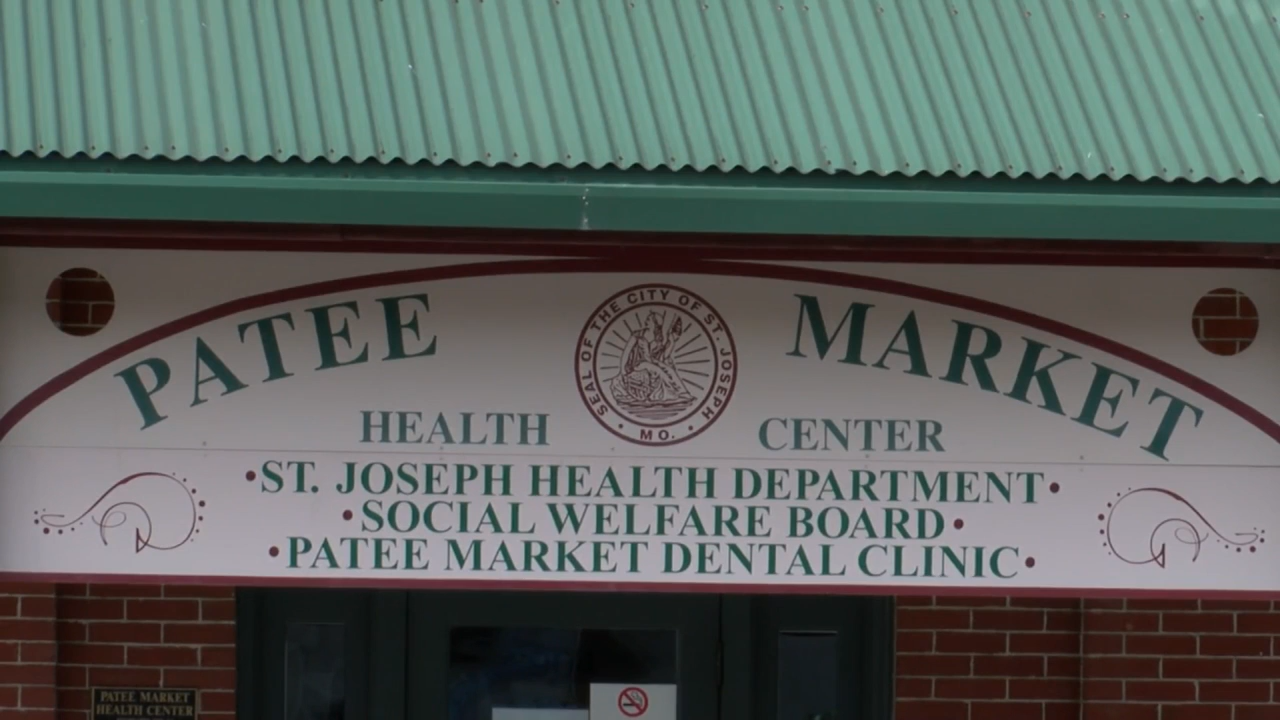 PATEE MARKET
SEAL OF THE CITY OF ST. JOSEPH
• MO. •
HEALTH CENTER
•ST. JOSEPH HEALTH DEPARTMENT•
•SOCIAL WELFARE BOARD•
•PATEE MARKET DENTAL CLINIC•
PATEE MARKET
HEALTH CENTER